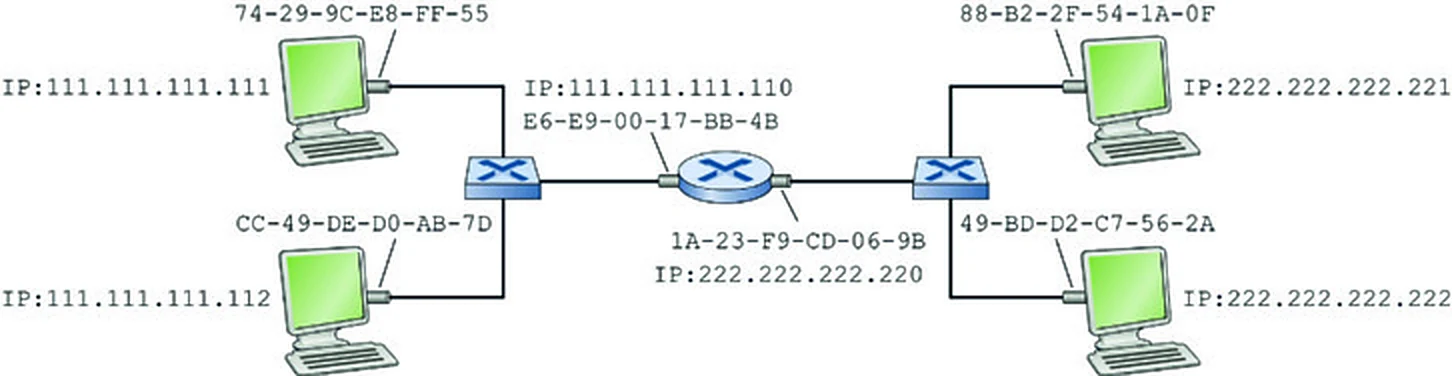 74-29-9C-E8-FF-55
88-B2-2F-54-1A-0F
IP:111.111.111.111
IP:111.111.111.110
IP:222.222.222.221
E6-E9-00-17-BB-4B
CC-49-DE-D0-AB-7D
1A-23-F9-CD-06-9B
49-BD-D2-C7-56-2A
IP:222.222.222.220
IP:111.111.111.112
IP:222.222.222.222